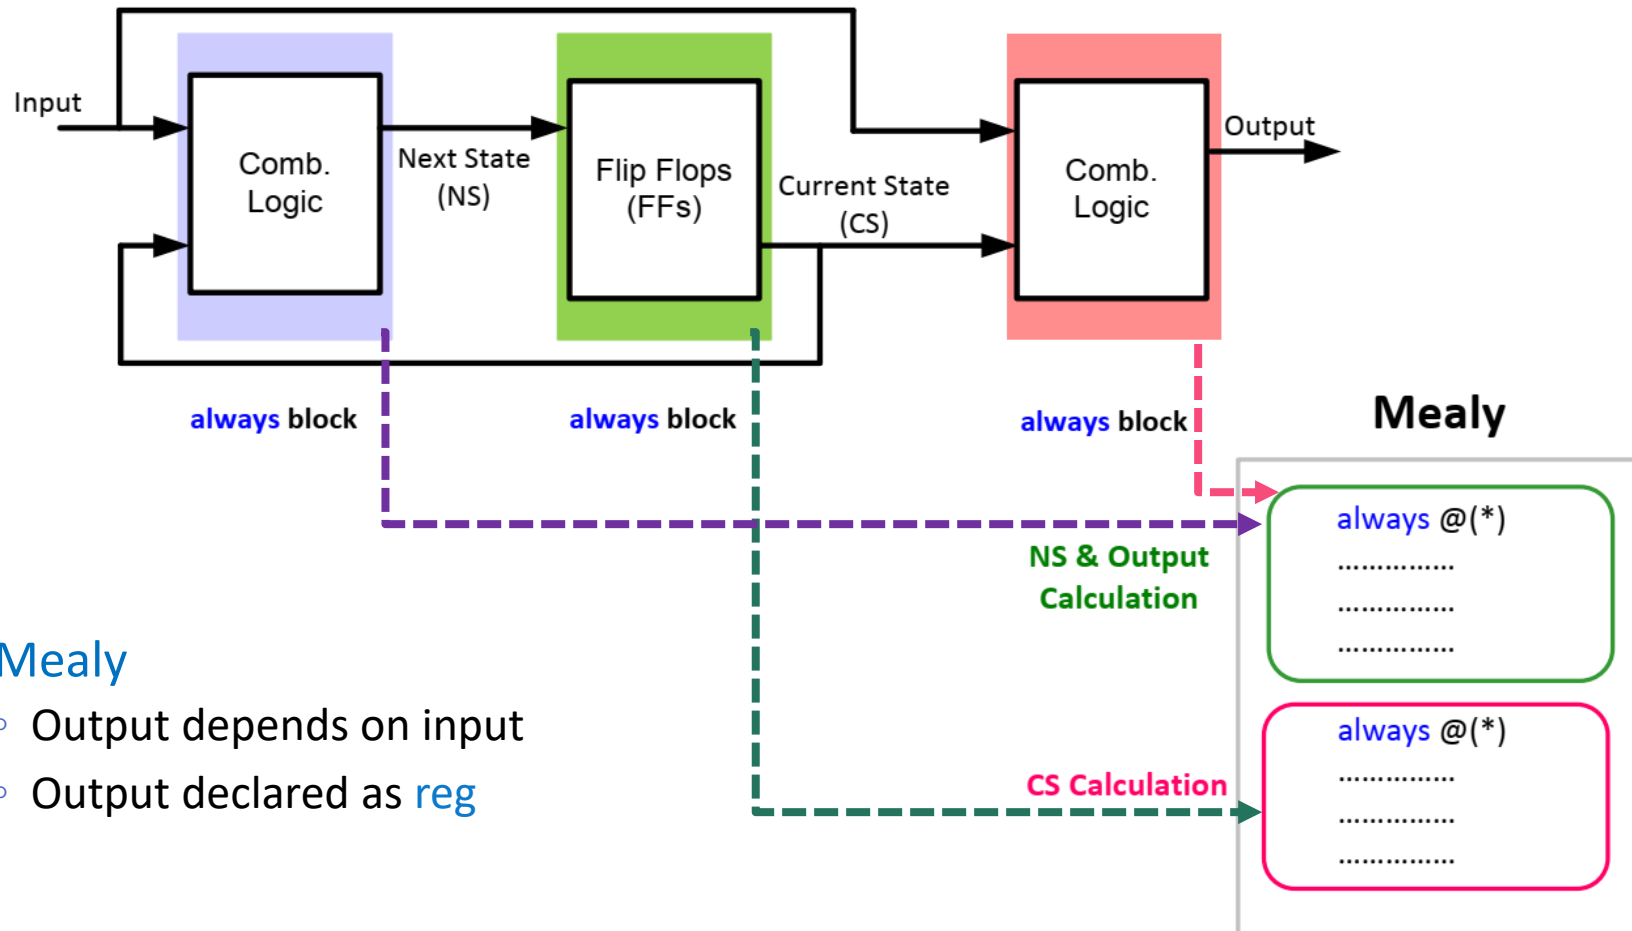 Input
Comb.
Logic
Next State
(NS)
Flip Flops
(FFs)
Current State
(CS)
Comb.
Logic
Output
always block
always block
always block
Mealy
always @(*)
...............
...............
...............
NS & Output
Calculation
Mealy
◦ Output depends on input
◦ Output declared as reg
CS Calculation
always @(*)
...............
...............
...............